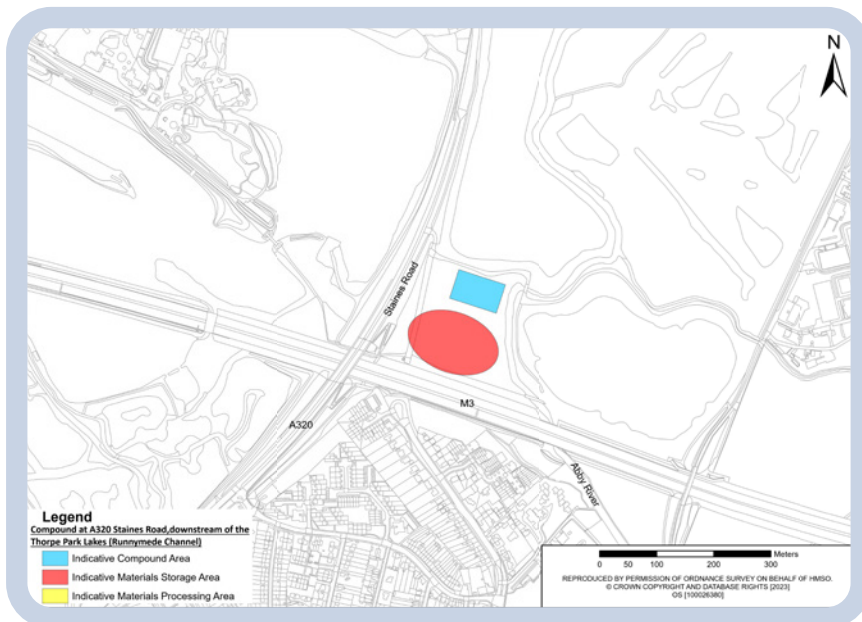 N
Staines Road
M3
A320
Abby River
Legend
Compound at A320 Staines Road,downstream of the
Thorpe Park Lakes (Runnymede Channel)
Indicative Compound Area
Indicative Materials Storage Area
Indicative Materials Processing Area
Meters
0 50 100 200 300
REPRODUCED BY PERMISSION OF ORDNANCE SURVEY ON BEHALF OF HMSO.
© CROWN COPYRIGHT AND DATABASE RIGHTS [2023]
OS [100026380]